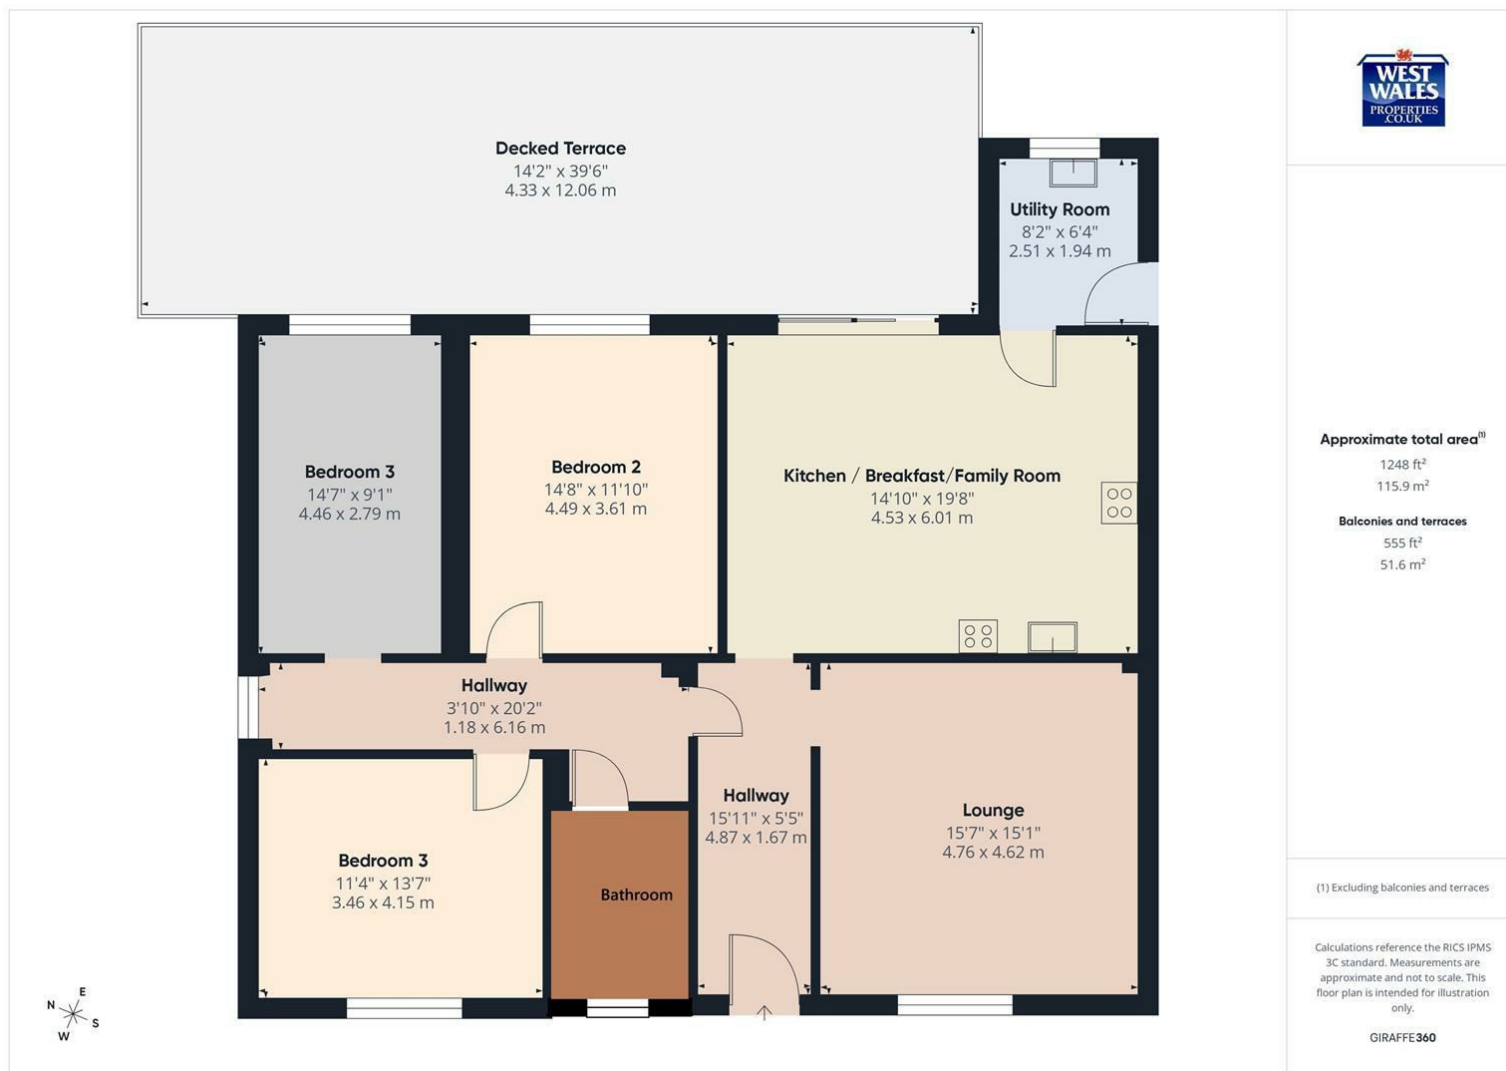 Decked Terrace
14'2" x 39'6"
4.33 x 12.06 m
Utility Room
8'2" x 6'4"
2.51 x 1.94 m
Bedroom 3
14'7" x 9'1"
4.46 x 2.79 m
Bedroom 2
14'8" x 11'10"
4.49 x 3.61 m
Kitchen / Breakfast/Family Room
14'10" x 19'8"
4.53 x 6.01 m
Hallway
3'10" x 20'2"
1.18 x 6.16 m
Hallway
15'11" x 5'5"
4.87 x 1.67 m
Lounge
15'7" x 15'1"
4.76 x 4.62 m
Bedroom 3
11'4" x 13'7"
3.46 x 4.15 m
Bathroom
N
E
S
W
WEST
WALES
PROPERTIES
.CO.UK
Approximate total area⁽¹⁾
1248 ft²
115.9 m²
Balconies and terraces
555 ft²
51.6 m²
(1) Excluding balconies and terraces
Calculations reference the RICS IPMS
3C standard. Measurements are
approximate and not to scale. This
floor plan is intended for illustration
only.
GIRAFFE360